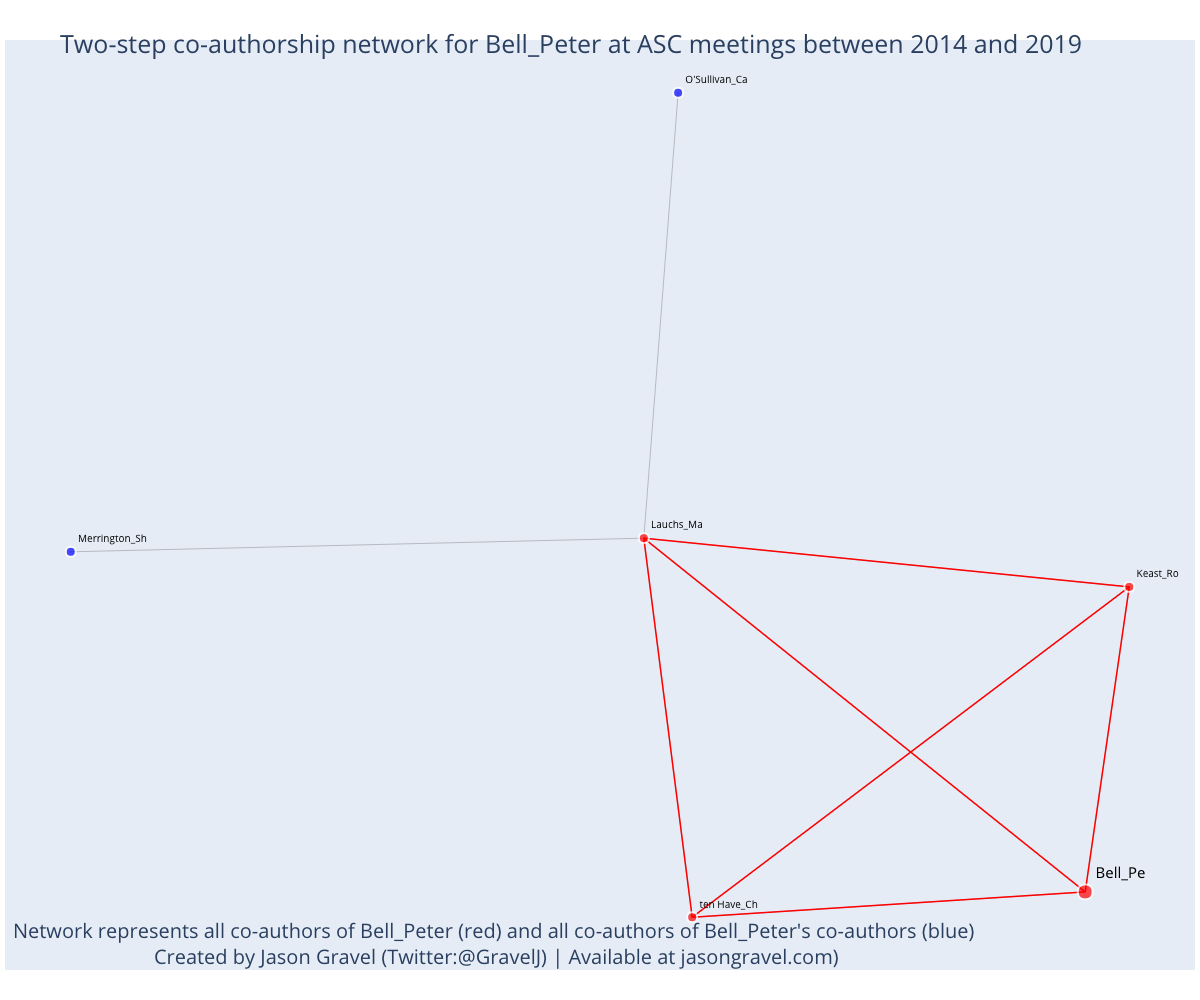 Two-step co-authorship network for Bell_Peter at ASC meetings between 2014 and 2019
O'Sullivan_Ca
Lauchs_Ma
Merrington_Sh
Keast_Ro
Bell_Pe
ten Have_Ch
Network represents all co-authors of Bell_Peter (red) and all co-authors of Bell_Peter's co-authors (blue)
Created by Jason Gravel (Twitter:@GravelJ) | Available at jasongravel.com)